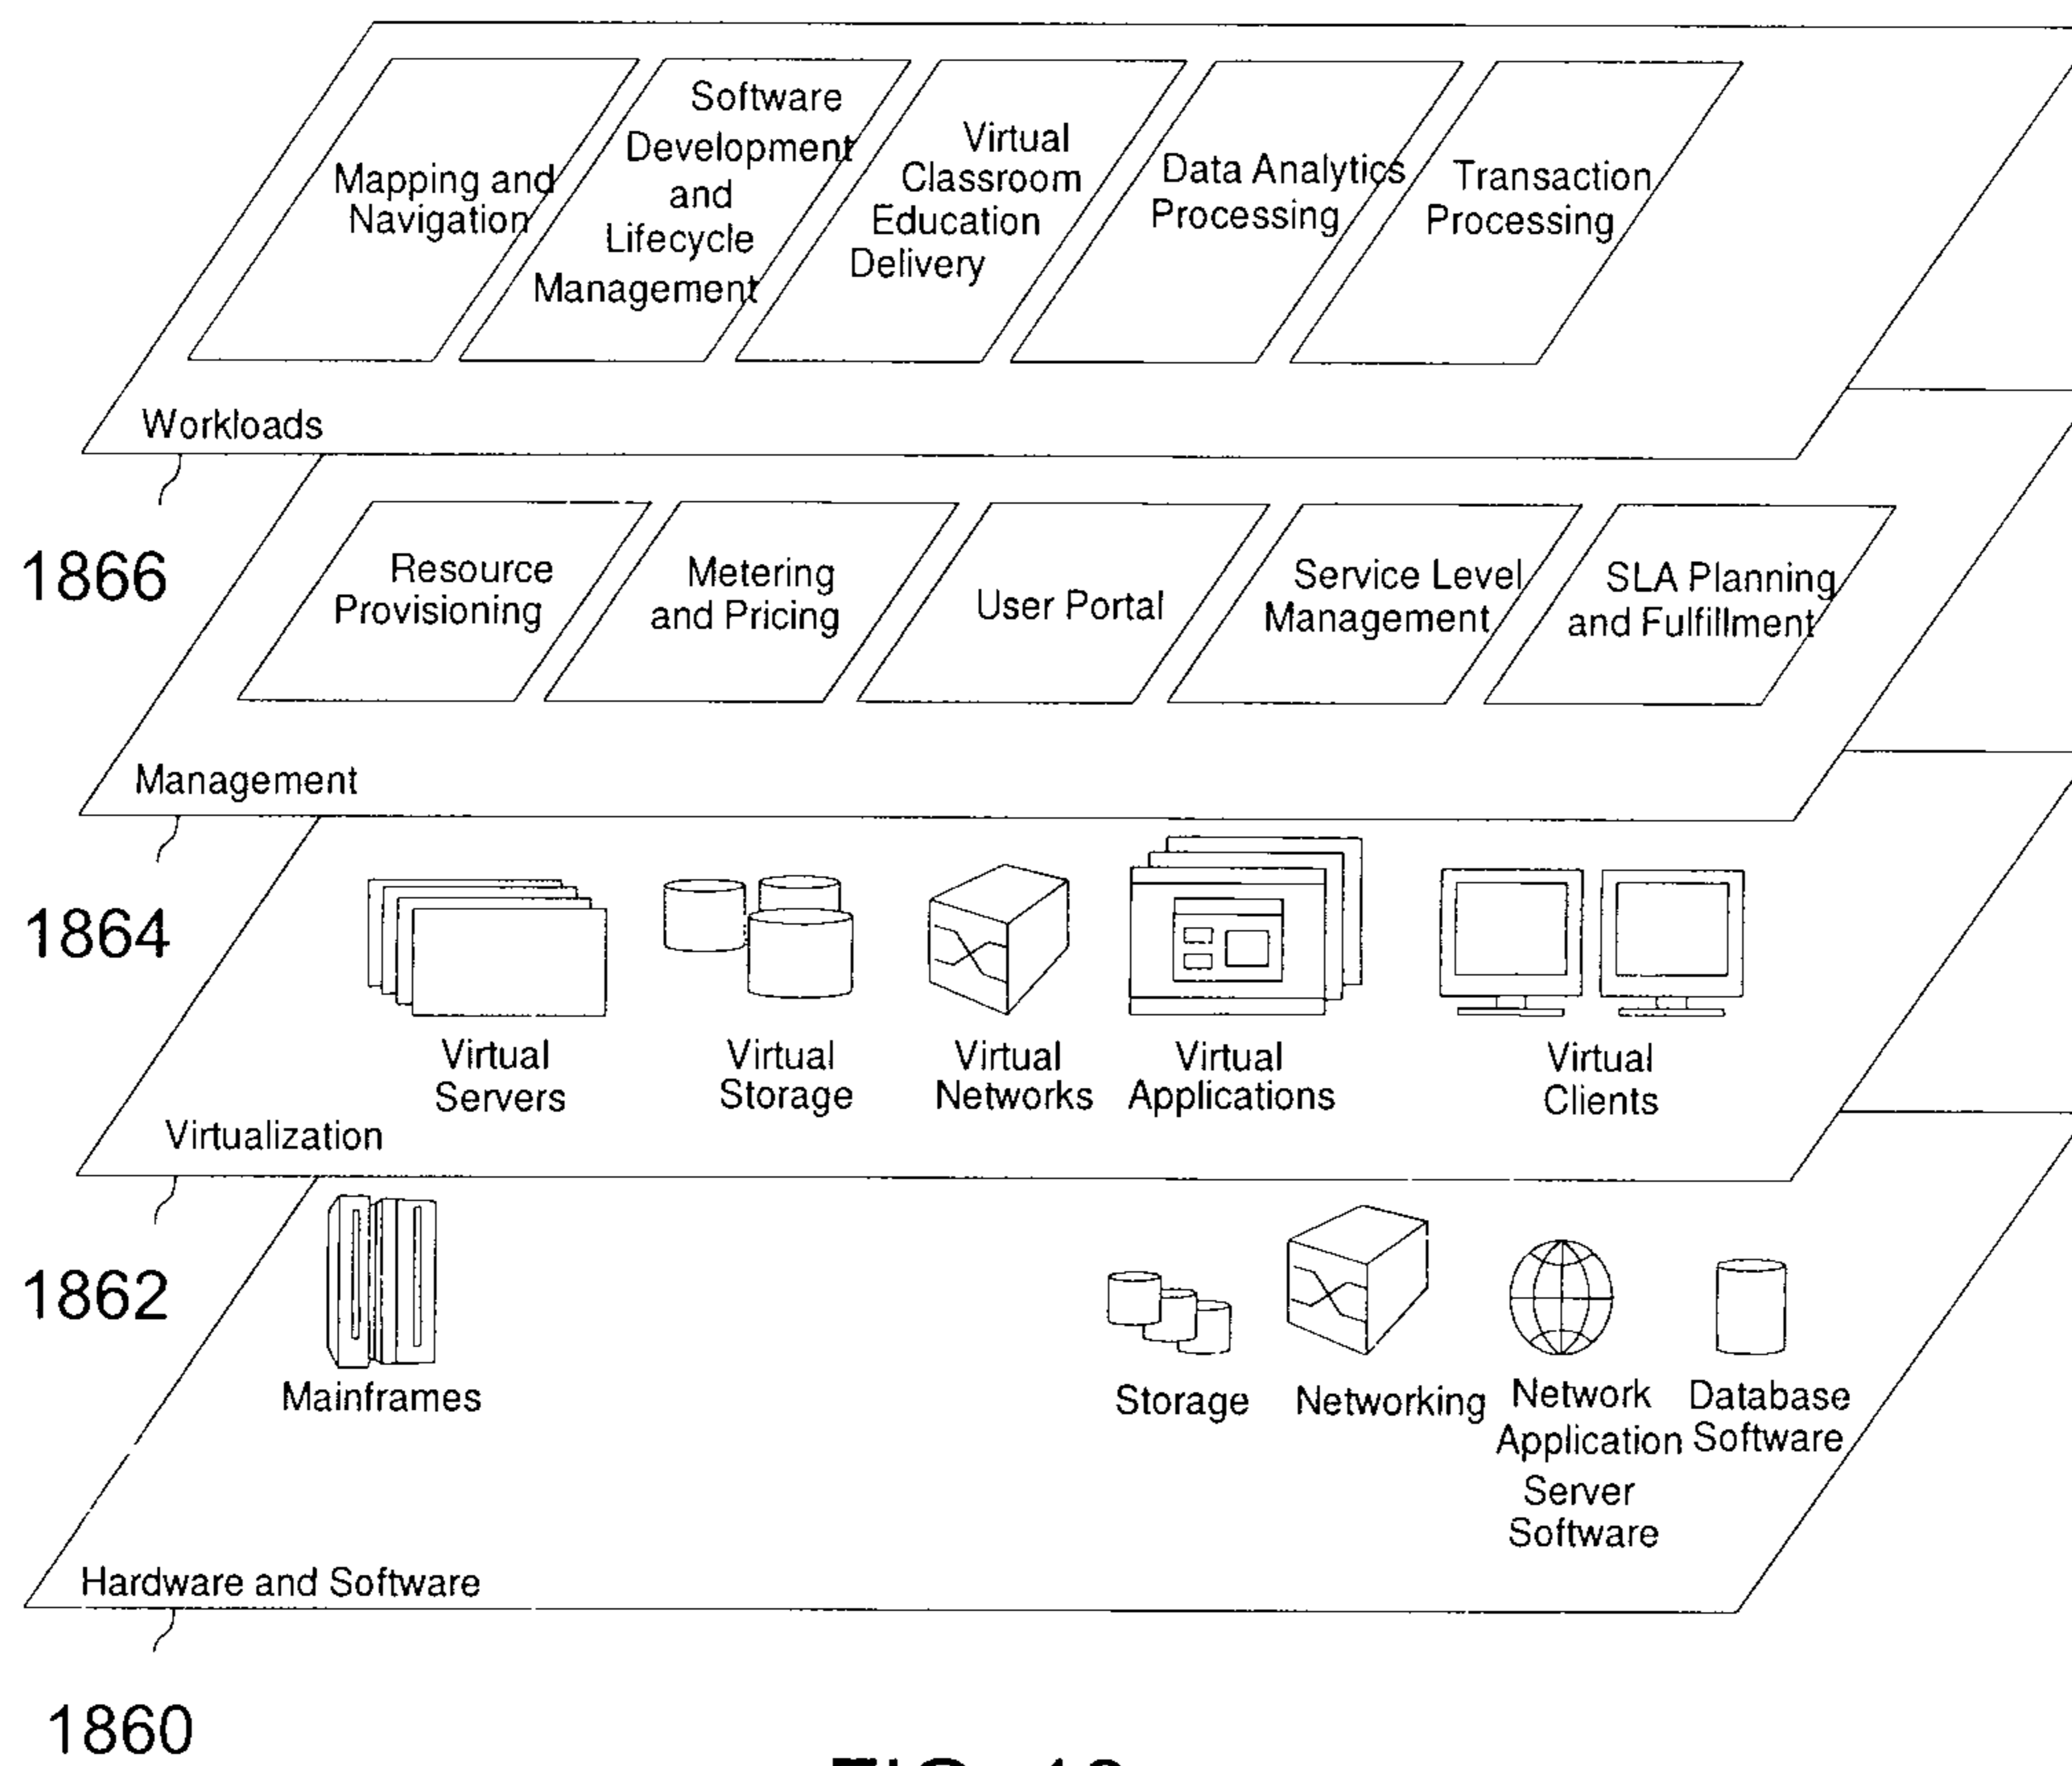 Mapping and
Navigation
Software
Development
and
Lifecycle
Management
Virtual
Classroom
Education
Delivery
Data Analytics
Processing
Transaction
Processing
Workloads
1866
Resource
Provisioning
Metering
and Pricing
User Portal
Service Level
Management
SLA Planning
and Fulfillment
Management
1864
Virtual
Servers
Virtual
Storage
Virtual
Networks
Virtual
Applications
Virtual
Clients
Virtualization
1862
Mainframes
Storage
Networking
Network
Application
Server
Software
Database
Software
Hardware and Software
1860